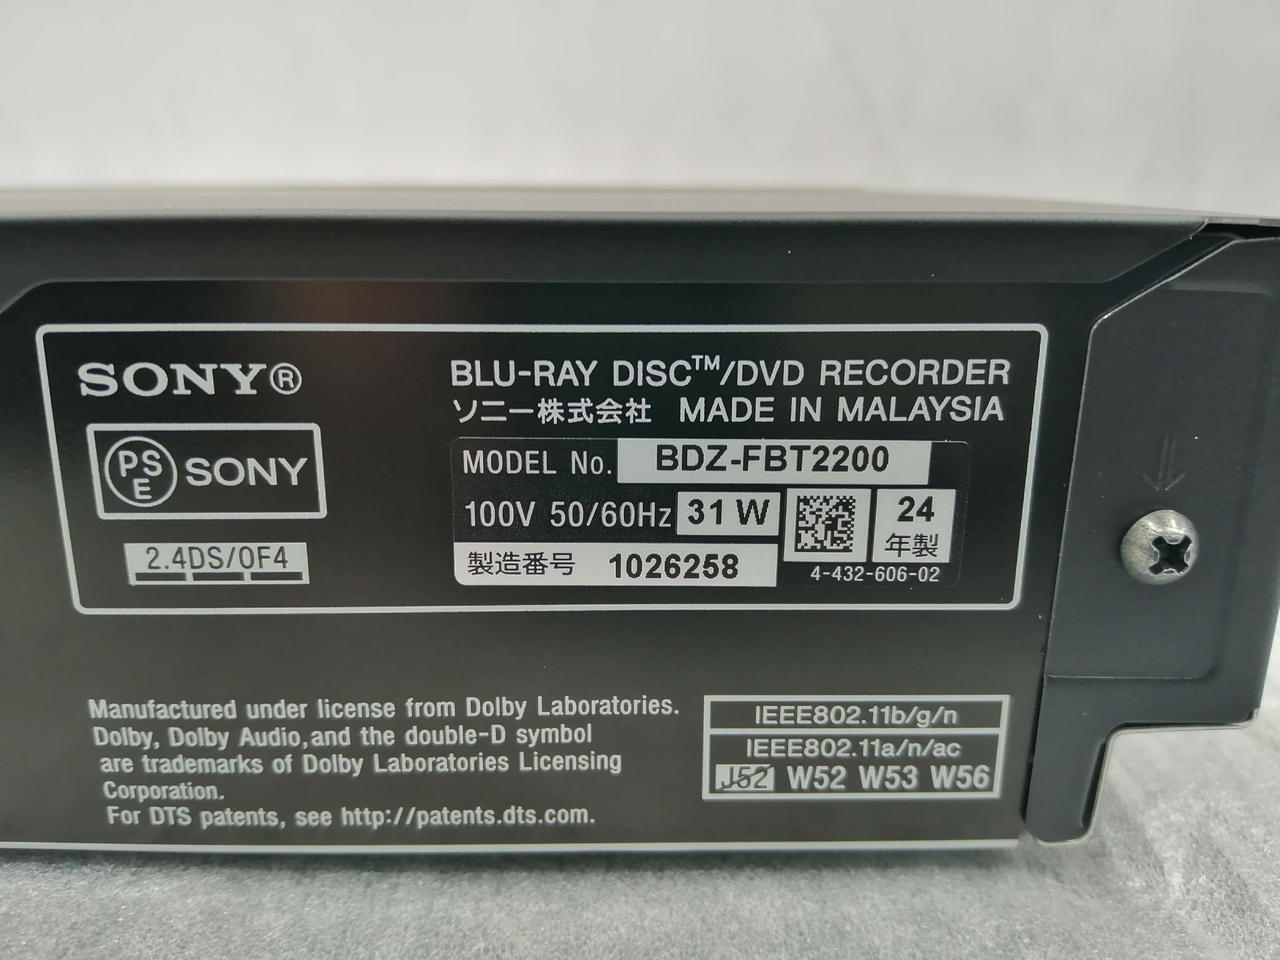 SONY®
BLU-RAY DISC™/DVD RECORDER
ソニー株式会社 MADE IN MALAYSIA
PSE SONY
MODEL No. BDZ-FBT2200
100V 50/60Hz 31 W
24
年製
2.4DS/OF4
製造番号 1026258
4-432-606-02
Manufactured under license from Dolby Laboratories.
Dolby, Dolby Audio,and the double-D symbol
are trademarks of Dolby Laboratories Licensing
Corporation.
For DTS patents, see http://patents.dts.com.
IEEE802.11b/g/n
IEEE802.11a/n/ac
J52 W52 W53 W56